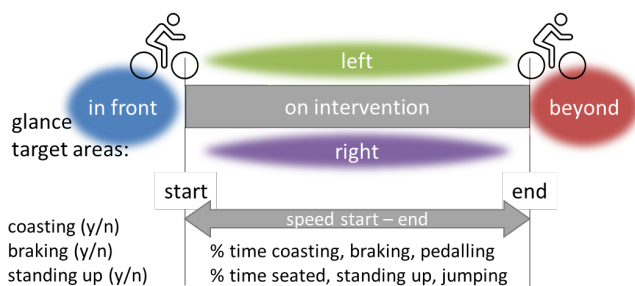 left
in front
on intervention
beyond
glance
target areas:
right
start
end
speed start – end
coasting (y/n)
braking (y/n)
% time coasting, braking, pedalling
standing up (y/n)
% time seated, standing up, jumping